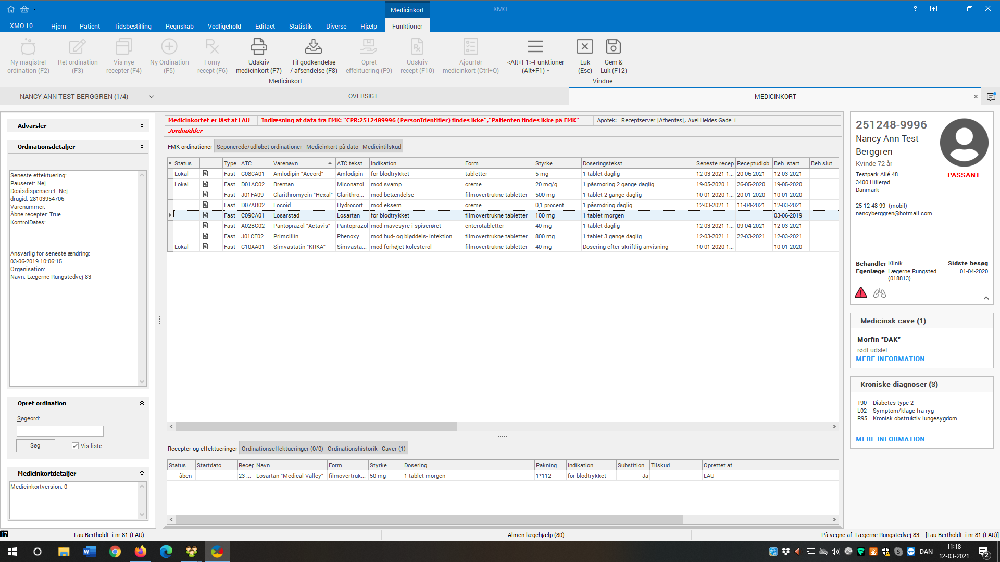 Medicinkort
XMO
?
XMO 10 Hjem Patient Tidsbestilling Regnskab Vedligehold Edifact Statistik Diverse Hjælp Funktioner
Ny magistrel ordination (F2)
Ret ordination (F3)
Vis nye recepter (F4)
Ny Ordination (F5)
Forny recept (F6)
Udskriv medicinkort (F7)
Til godkendelse / afsendelse (F8)
Opret effektuering (F9)
Udskriv recept (F10)
Ajourfør medicinkort (Ctrl+Q)
<Alt+F1>-Funktioner (Alt+F1)
Luk (Esc)
Gem & Luk (F12)
Medicinkort
Vindue
NANCY ANN TEST BERGGREN (1/4)
OVERSIGT
MEDICINKORT
Advarsler
Ordinationsdetaljer
Seneste effektuering:
Pauseret: Nej
Dosisdispenseret: Nej
drugid: 28103954706
Varenummer:
Åbne recepter: True
KontrolDates:
Ansvarlig for seneste ændring:
03-06-2019 10:06:15
Organisation:
Navn: Lægerne Rungstedvej 83
Opret ordination
Søgeord:
Søg
Vis liste
Medicinkortdetaljer
Medicinkortversion: 0
Medicinkortet er låst af LAU Indlæsning af data fra FMK: "CPR:2512489996 (PersonIdentifier) findes ikke","Patienten findes ikke på FMK" Apotek: Receptserver [Afhentes], Axel Heides Gade 1
Jordnødder
FMK ordinationer Seponerede/udløbet ordinationer Medicinkort på dato Medicintilskud
Status Type ATC Varenavn ATC tekst Indikation Form Styrke Doseringstekst Seneste recep Receptudløb Beh. start Beh.slut
Lokal Fast C08CA01 Amlodipin "Accord" Amlodipin for blodtrykket tabletter 5 mg 1 tablet daglig 12-03-2021 1... 20-06-2021 12-03-2021
Lokal Fast D01AC02 Brentan Miconazol mod svamp creme 20 mg/g 1 påsmøring 2 gange daglig 19-05-2020 1... 26-05-2020 19-05-2020
Fast J01FA09 Clarithromycin "Hexal" Clarithro... mod betændelse filmovertrukne tabletter 500 mg 1 tablet 2 gange daglig 10-01-2020 1... 20-01-2020 10-01-2020
Fast D07AB02 Locoid Hydrocort... mod eksem creme 0,1 procent 1 påsmøring daglig 12-03-2021 1... 11-04-2021 12-03-2021
Fast C09CA01 Losarstad Losartan for blodtrykket filmovertrukne tabletter 100 mg 1 tablet morgen 03-06-2019
Fast A02BC02 Pantoprazol "Actavis" Pantoprazol mod mavesyre i spiserøret enterotabletter 40 mg 1 tablet daglig 12-03-2021 1... 09-04-2021 12-03-2021
Fast J01CE02 Primcillin Phenoxy... mod hud- og bløddels- infektion filmovertrukne tabletter 800 mg 1 tablet 3 gange daglig 12-03-2021 1... 22-03-2021 12-03-2021
Lokal Fast C10AA01 Simvastatin "KRKA" Simvasta... mod forhøjet kolesterol filmovertrukne tabletter 40 mg Dosering efter skriftlig anvisning 10-01-2020 1... 10-01-2020
Recepter og effektueringer Ordinationseffektueringer (0/0) Ordinationshistorik Caver (1)
Status Startdato Recep Navn Form Styrke Dosering Pakning Indikation Substition Tilskud Oprettet af
åben 23-... Losartan "Medical Valley" filmovertruk... 50 mg 1 tablet morgen 1*112 for blodtrykket Ja LAU
251248-9996
Nancy Ann Test
Berggren
Kvinde 72 år
PASSANT
Testpark Allé 48
3400 Hillerød
Danmark
25 12 48 99 (mobil)
nancyberggren@hotmail.com
Behandler Klinik . Sidste besøg
Egenlæge Lægerne Rungsted... 01-04-2020
(018813)
Medicinsk cave (1)
Morfin "DAK"
rødt udslet
MERE INFORMATION
Kroniske diagnoser (3)
T90 Diabetes type 2
L02 Symptom/klage fra ryg
R95 Kronisk obstruktiv lungesygdom
MERE INFORMATION
17 Lau Bertholdt i nr 81 (LAU) Almen lægehjælp (80) På vegne af: Lægerne Rungstedvej 83 - [Lau Bertholdt i nr 81 (LAU)]
DAN
11:18
12-03-2021
2